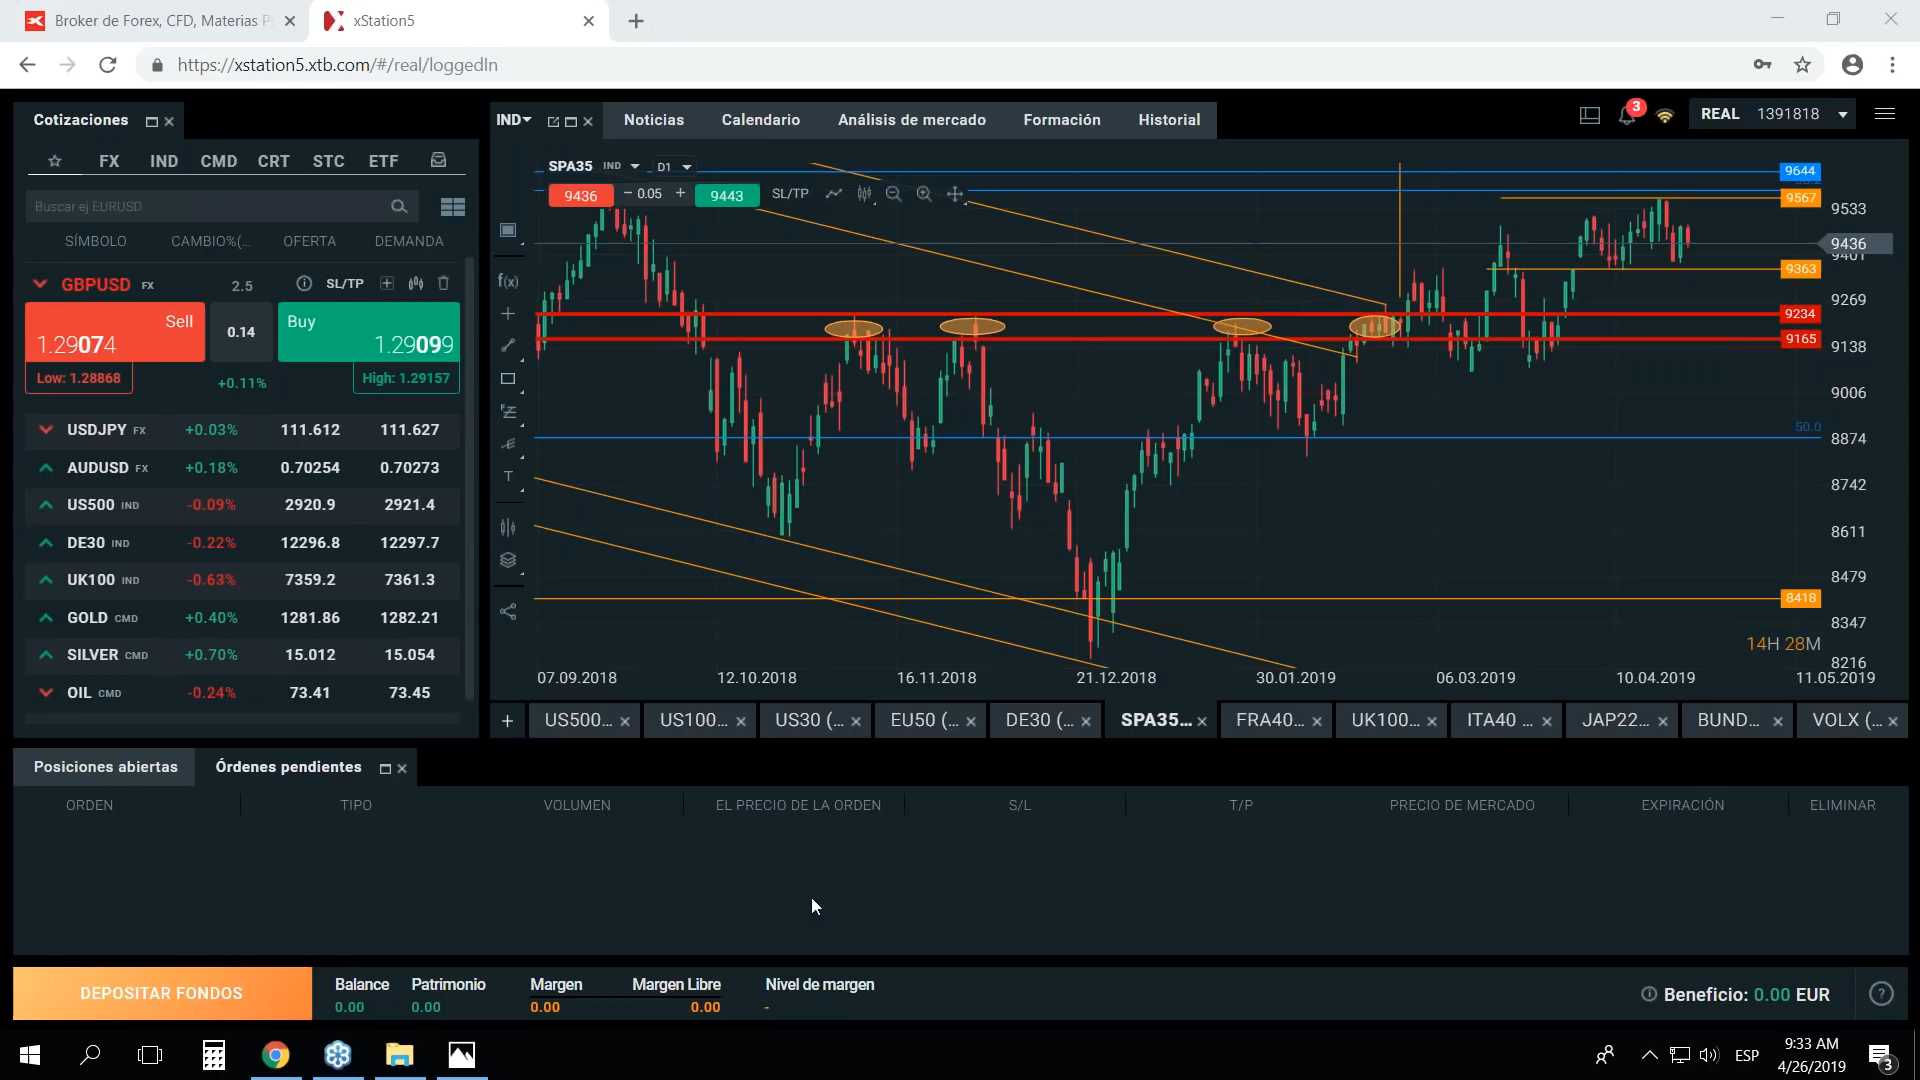 Broker de Forex, CFD, Materias P
xStation5
https://xstation5.xtb.com/#/real/loggedIn
Cotizaciones
IND
Noticias
Calendario
Análisis de mercado
Formación
Historial
3
REAL 1391818
FX IND CMD CRT STC ETF
Buscar ej EURUSD
SÍMBOLO CAMBIO%(... OFERTA DEMANDA
GBPUSD FX 2.5 SL/TP
Sell
1.29074
0.14
Buy
1.29099
Low: 1.28868
+0.11%
High: 1.29157
USDJPY FX +0.03% 111.612 111.627
AUDUSD FX +0.18% 0.70254 0.70273
US500 IND -0.09% 2920.9 2921.4
DE30 IND -0.22% 12296.8 12297.7
UK100 IND -0.63% 7359.2 7361.3
GOLD CMD +0.40% 1281.86 1282.21
SILVER CMD +0.70% 15.012 15.054
OIL CMD -0.24% 73.41 73.45
SPA35 IND D1
9436 − 0.05 + 9443 SL/TP
f(x)
T
9644
9567
9533
9436
9401
9363
9269
9234
9165
9138
9006
50.0
8874
8742
8611
8479
8418
8347
14H 28M
8216
07.09.2018 12.10.2018 16.11.2018 21.12.2018 30.01.2019 06.03.2019 10.04.2019 11.05.2019
+ US500... US100... US30 (... EU50 (... DE30 (... SPA35... FRA40... UK100... ITA40 ... JAP22... BUND... VOLX (...
Posiciones abiertas
Órdenes pendientes
ORDEN TIPO VOLUMEN EL PRECIO DE LA ORDEN S/L T/P PRECIO DE MERCADO EXPIRACIÓN ELIMINAR
DEPOSITAR FONDOS
Balance Patrimonio Margen Margen Libre Nivel de margen
0.00 0.00 0.00 0.00 -
Beneficio: 0.00 EUR
?
ESP
9:33 AM
4/26/2019
3